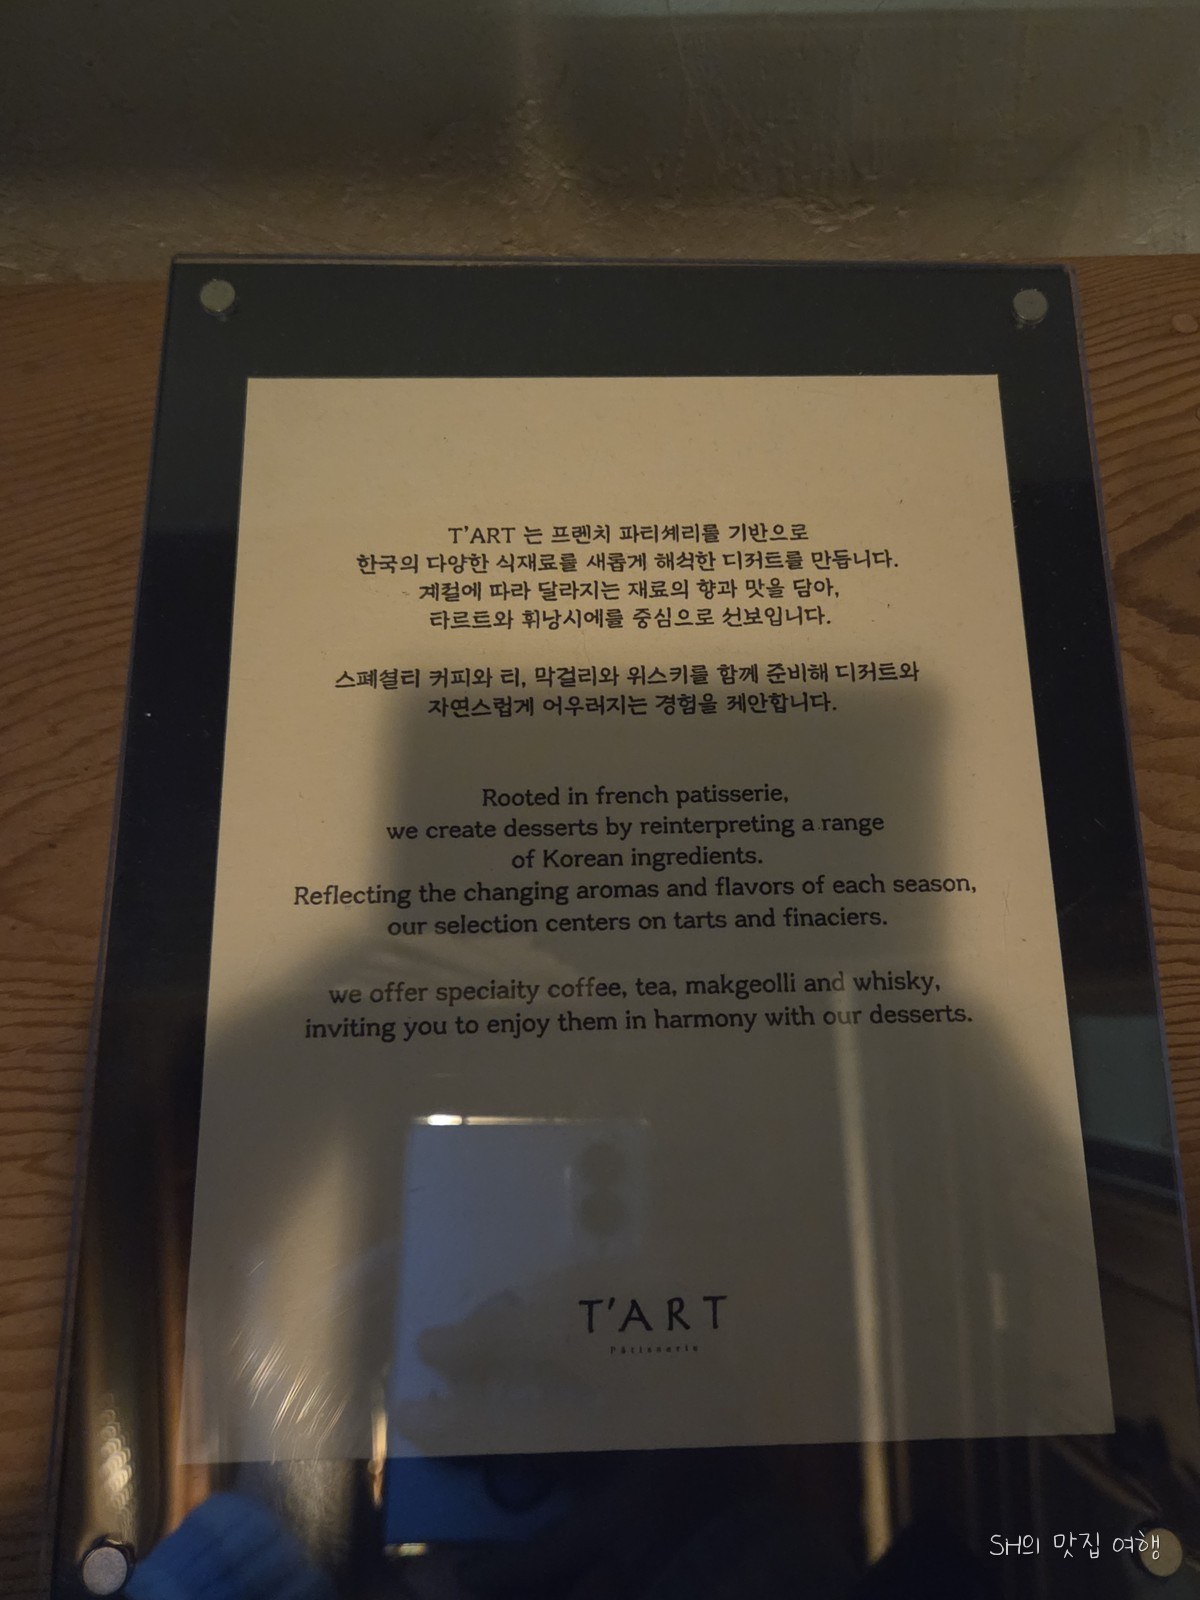 T'ART 는 프렌치 파티쉐리를 기반으로
한국의 다양한 식재료를 새롭게 해석한 디저트를 만듭니다.
계절에 따라 달라지는 재료의 향과 맛을 담아,
타르트와 휘낭시에를 중심으로 선보입니다.
스페셜티 커피와 티, 막걸리와 위스키를 함께 준비해 디저트와
자연스럽게 어우러지는 경험을 제안합니다.
Rooted in french patisserie,
we create desserts by reinterpreting a range
of Korean ingredients.
Reflecting the changing aromas and flavors of each season,
our selection centers on tarts and finaciers.
we offer speciaity coffee, tea, makgeolli and whisky,
inviting you to enjoy them in harmony with our desserts.
T'ART
Pâtisserie
SH의 맛집 여행